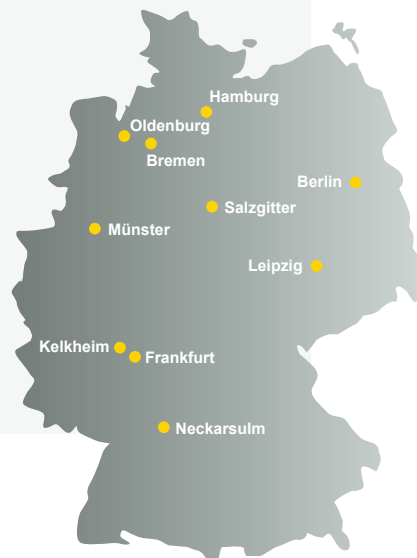 Hamburg
Oldenburg
Bremen
Berlin
Salzgitter
Münster
Leipzig
Kelkheim
Frankfurt
Neckarsulm